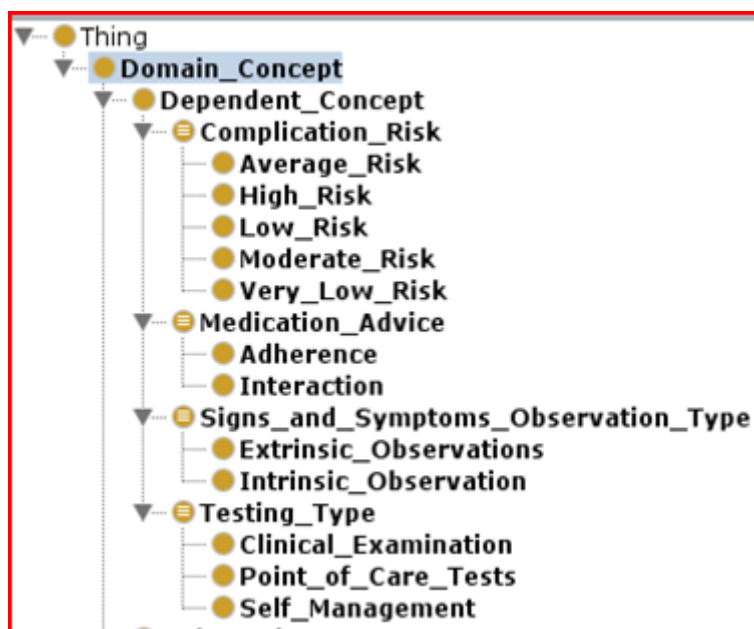 Thing
Domain_Concept
Dependent_Concept
Complication_Risk
Average_Risk
High_Risk
Low_Risk
Moderate_Risk
Very_Low_Risk
Medication_Advice
Adherence
Interaction
Signs_and_Symptoms_Observation_Type
Extrinsic_Observations
Intrinsic_Observation
Testing_Type
Clinical_Examination
Point_of_Care_Tests
Self_Management